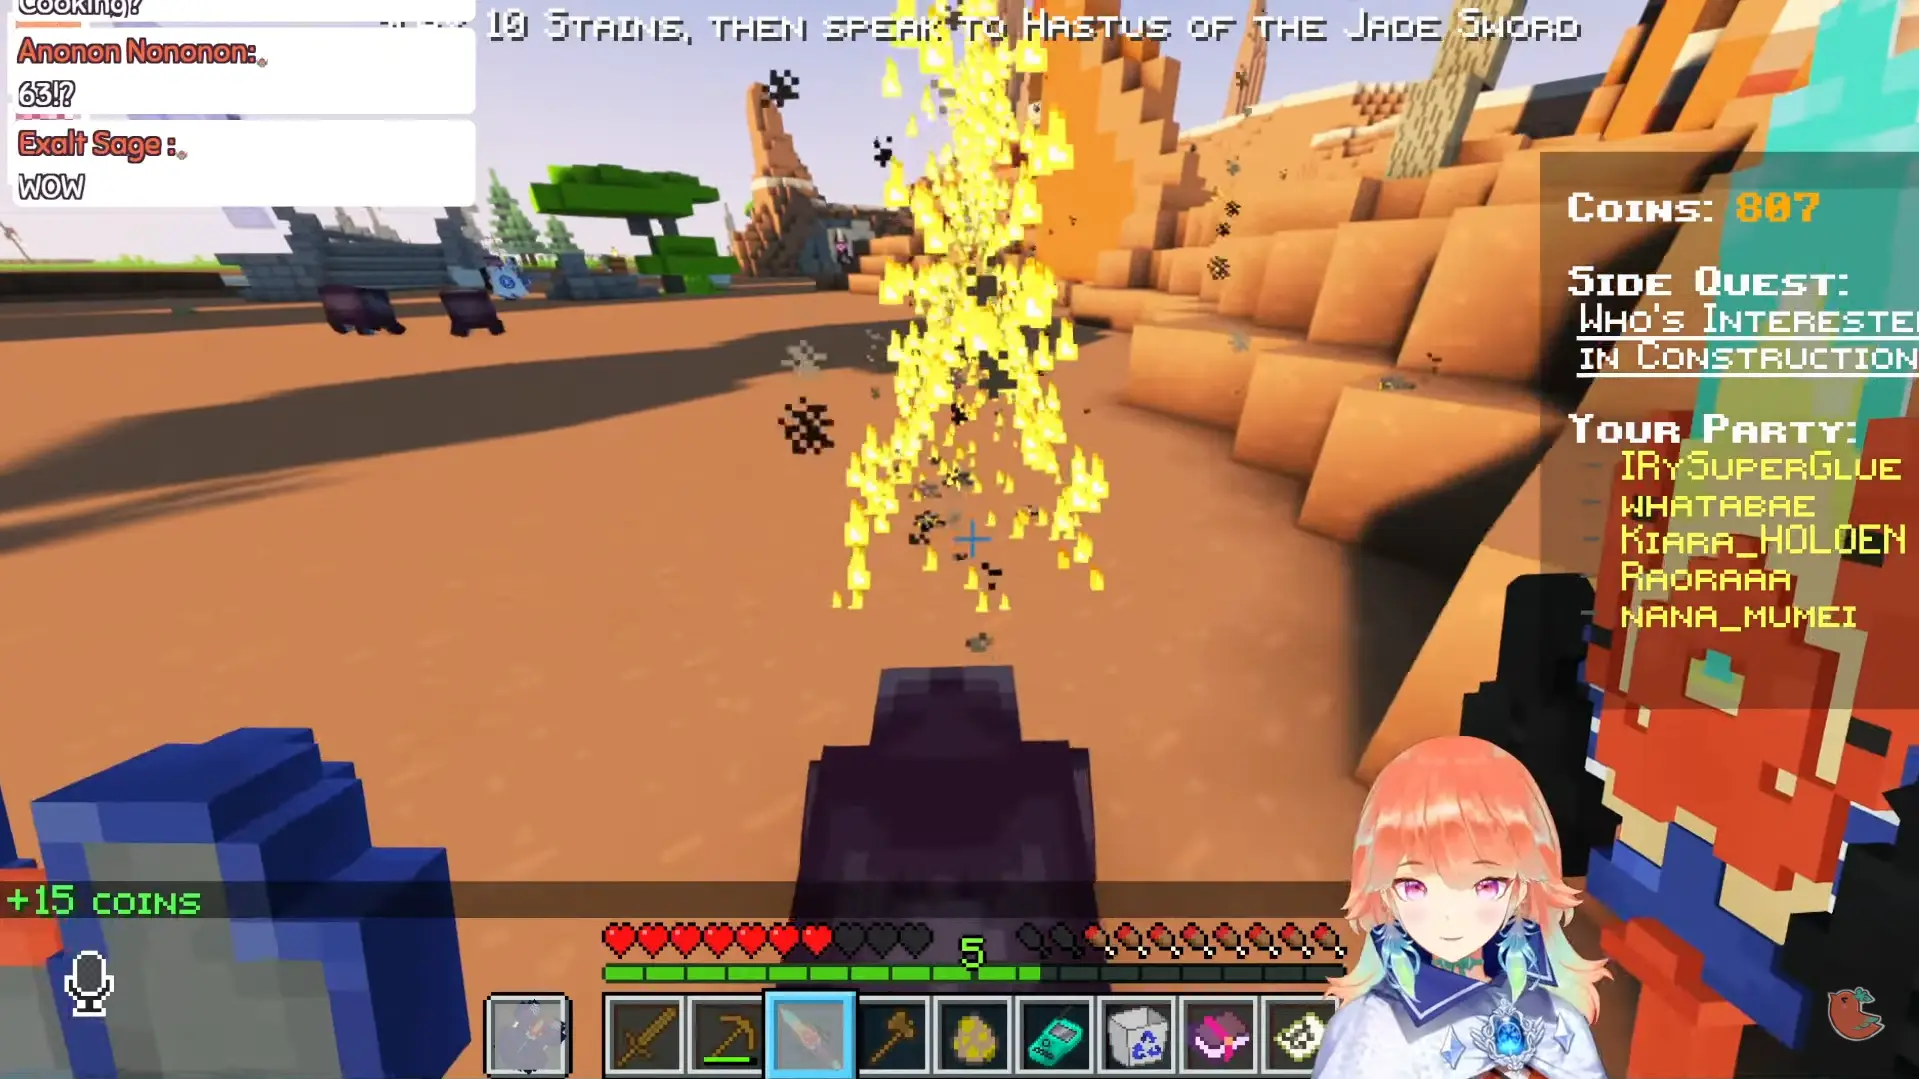 Cooking?
10 Stains, then speak to Hastus of the Jade Sword
Anonon Nononon:
63!?
Exalt Sage :
WOW
Coins: 807
Side Quest:
Who's Intereste
in Construction
Your Party:
IRySuperGlue
whatabae
Kiara_HOLOEN
Raoraaa
nana_mumei
+15 coins
5